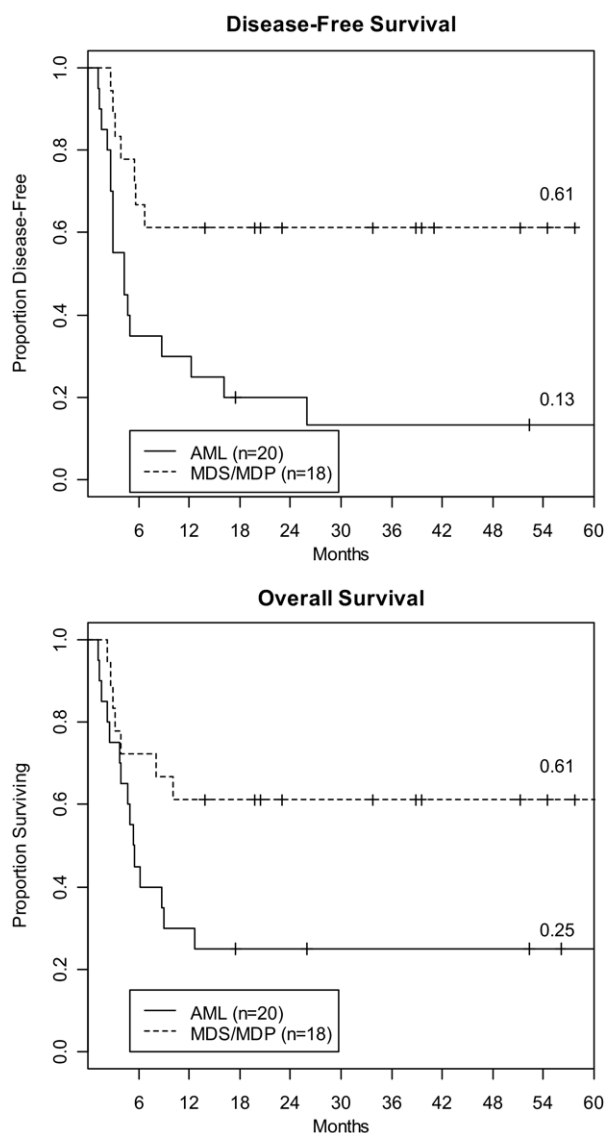 Disease-Free Survival
Proportion Disease-Free
1.0
0.8
0.6
0.4
0.2
0.0
0.61
0.13
AML (n=20)
MDS/MDP (n=18)
6 12 18 24 30 36 42 48 54 60
Months
Overall Survival
Proportion Surviving
1.0
0.8
0.6
0.4
0.2
0.0
0.61
0.25
AML (n=20)
MDS/MDP (n=18)
6 12 18 24 30 36 42 48 54 60
Months